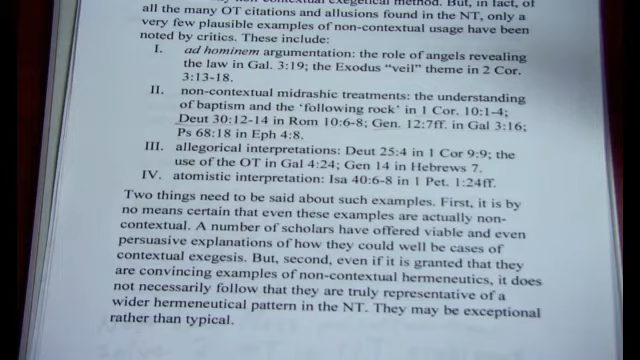 non-contextual exegetical method. But, in fact, of
all the many OT citations and allusions found in the NT, only a
very few plausible examples of non-contextual usage have been
noted by critics. These include:
I. ad hominem argumentation: the role of angels revealing
the law in Gal. 3:19; the Exodus “veil” theme in 2 Cor.
3:13-18.
II. non-contextual midrashic treatments: the understanding
of baptism and the ‘following rock’ in 1 Cor. 10:1-4;
Deut 30:12-14 in Rom 10:6-8; Gen. 12:7ff. in Gal 3:16;
Ps 68:18 in Eph 4:8.
III. allegorical interpretations: Deut 25:4 in 1 Cor 9:9; the
use of the OT in Gal 4:24; Gen 14 in Hebrews 7.
IV. atomistic interpretation: Isa 40:6-8 in 1 Pet. 1:24ff.
Two things need to be said about such examples. First, it is by
no means certain that even these examples are actually non-
contextual. A number of scholars have offered viable and even
persuasive explanations of how they could well be cases of
contextual exegesis. But, second, even if it is granted that they
are convincing examples of non-contextual hermeneutics, it does
not necessarily follow that they are truly representative of a
wider hermeneutical pattern in the NT. They may be exceptional
rather than typical.